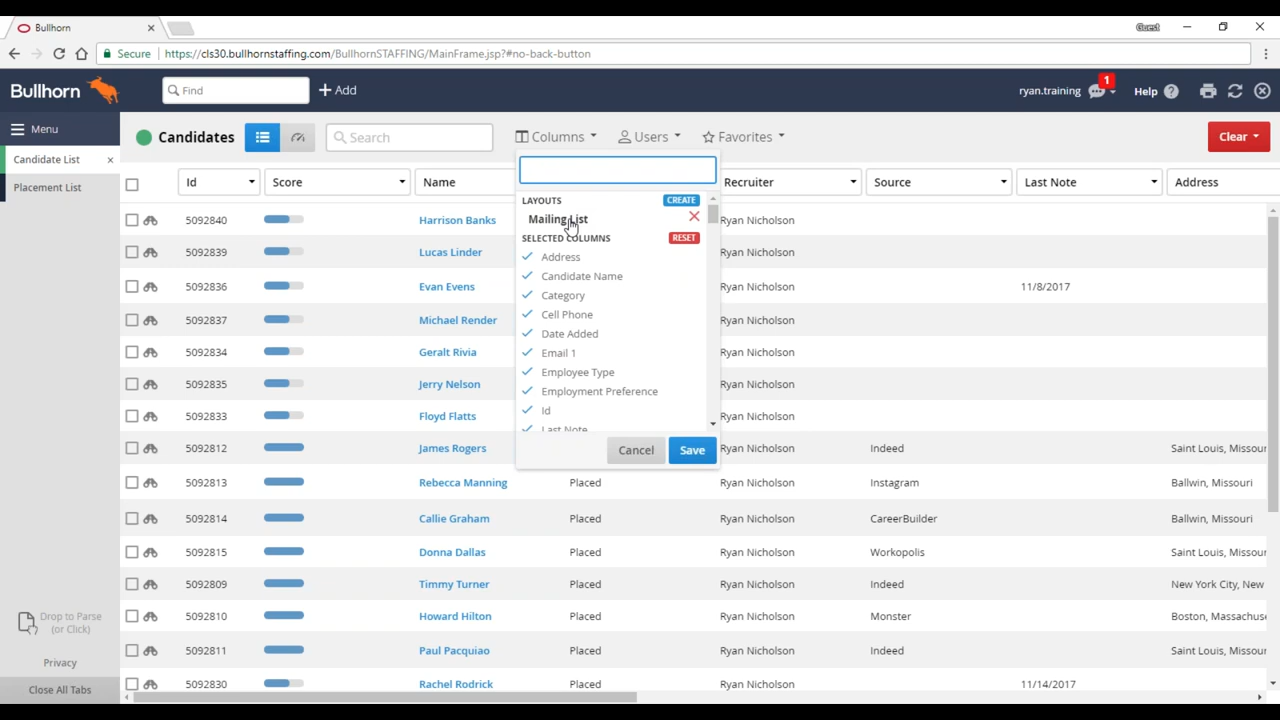 Bullhorn
Guest
Secure https://cls30.bullhornstaffing.com/BullhornSTAFFING/MainFrame.jsp?#no-back-button
Bullhorn Find Add ryan.training 1 Help
Menu
Candidates Search Columns Users Favorites Clear
Candidate List
Placement List
Id Score Name Recruiter Source Last Note Address
LAYOUTS CREATE
Mailing List
SELECTED COLUMNS RESET
Address
Candidate Name
Category
Cell Phone
Date Added
Email 1
Employee Type
Employment Preference
Id
Last Note
Cancel Save
5092840 Harrison Banks Ryan Nicholson
5092839 Lucas Linder Ryan Nicholson
5092836 Evan Evens Ryan Nicholson 11/8/2017
5092837 Michael Render Ryan Nicholson
5092834 Geralt Rivia Ryan Nicholson
5092835 Jerry Nelson Ryan Nicholson
5092833 Floyd Flatts Ryan Nicholson
5092812 James Rogers Ryan Nicholson Indeed Saint Louis, Missour
5092813 Rebecca Manning Placed Ryan Nicholson Instagram Ballwin, Missouri
5092814 Callie Graham Placed Ryan Nicholson CareerBuilder Ballwin, Missouri
5092815 Donna Dallas Placed Ryan Nicholson Workopolis Saint Louis, Missour
5092809 Timmy Turner Placed Ryan Nicholson Indeed New York City, New
5092810 Howard Hilton Placed Ryan Nicholson Monster Boston, Massachuse
5092811 Paul Pacquiao Placed Ryan Nicholson Indeed Saint Louis, Missour
5092830 Rachel Rodrick Placed Ryan Nicholson 11/14/2017
Drop to Parse
(or Click)
Privacy
Close All Tabs